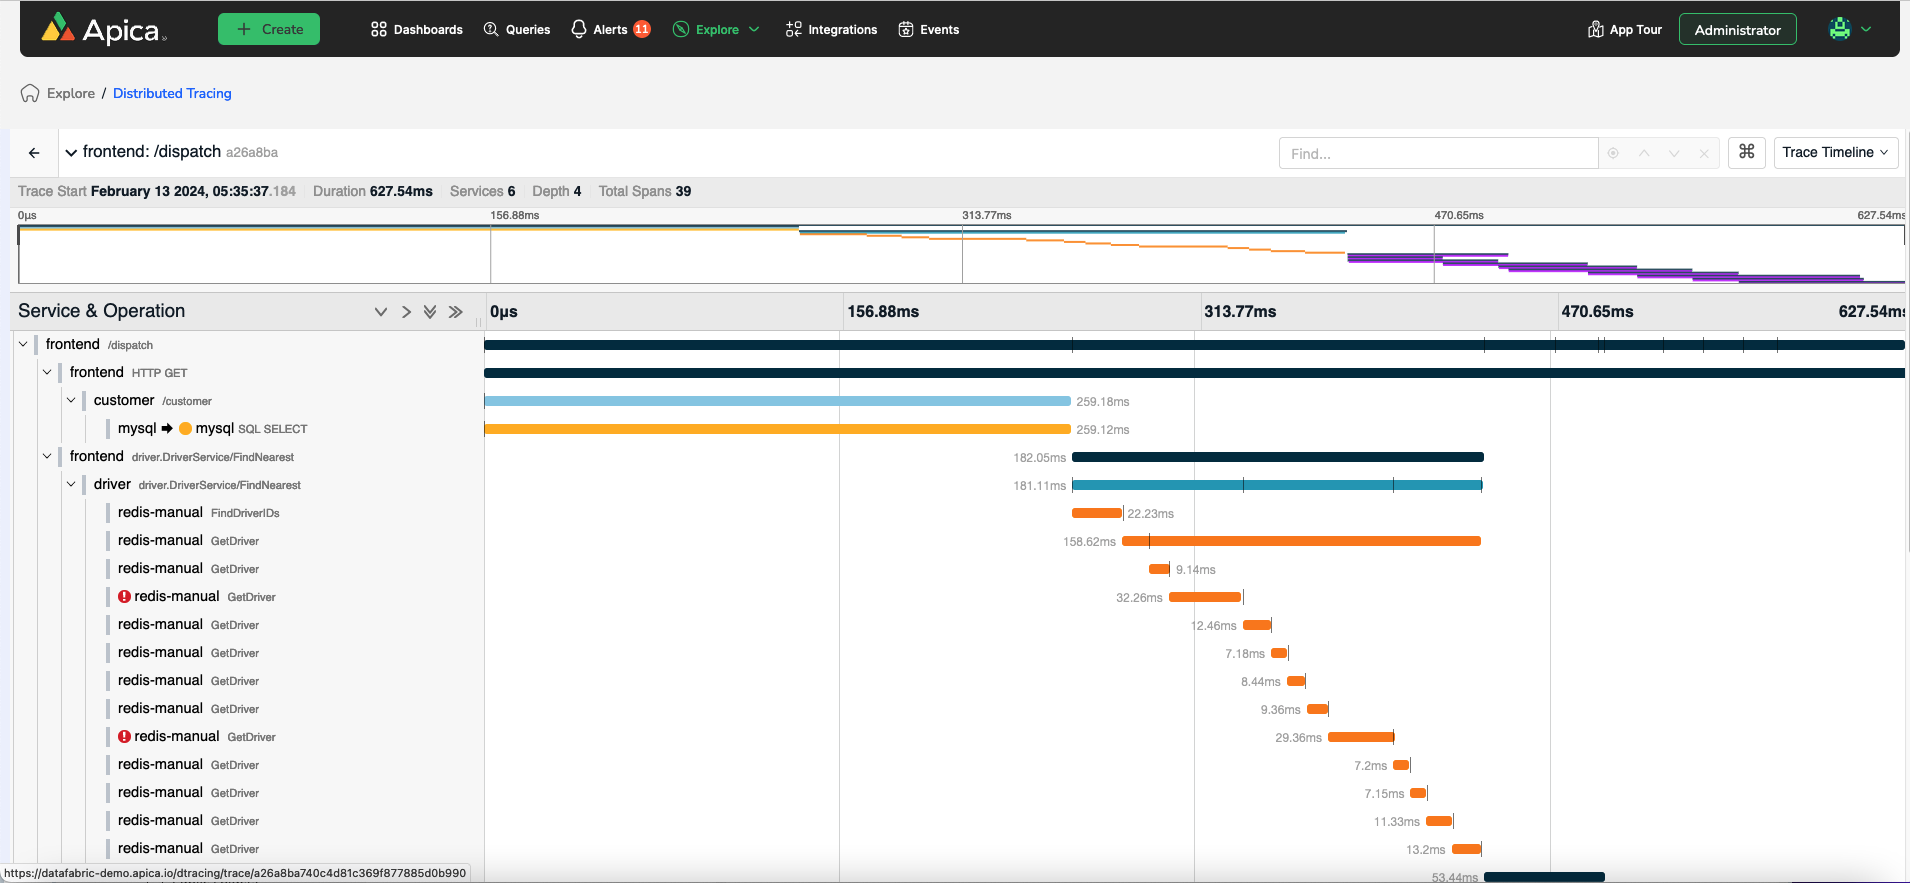 Apica
+ Create
Dashboards
Queries
Alerts 11
Explore
Integrations
Events
App Tour
Administrator
Explore / Distributed Tracing
frontend: /dispatch a26a8ba
Find...
⌘
Trace Timeline
Trace Start February 13 2024, 05:35:37.184 Duration 627.54ms Services 6 Depth 4 Total Spans 39
0μs 156.88ms 313.77ms 470.65ms 627.54ms
Service & Operation 0μs 156.88ms 313.77ms 470.65ms 627.54ms
frontend /dispatch
frontend HTTP GET
customer /customer 259.18ms
mysql ➡ mysql SQL SELECT 259.12ms
frontend driver.DriverService/FindNearest 182.05ms
driver driver.DriverService/FindNearest 181.11ms
redis-manual FindDriverIDs 22.23ms
redis-manual GetDriver 158.62ms
redis-manual GetDriver 9.14ms
! redis-manual GetDriver 32.26ms
redis-manual GetDriver 12.46ms
redis-manual GetDriver 7.18ms
redis-manual GetDriver 8.44ms
redis-manual GetDriver 9.36ms
! redis-manual GetDriver 29.36ms
redis-manual GetDriver 7.2ms
redis-manual GetDriver 7.15ms
redis-manual GetDriver 11.33ms
redis-manual GetDriver 13.2ms
53.44ms
https://datafabric-demo.apica.io/dtracing/trace/a26a8ba740c4d81c369f877885d0b990